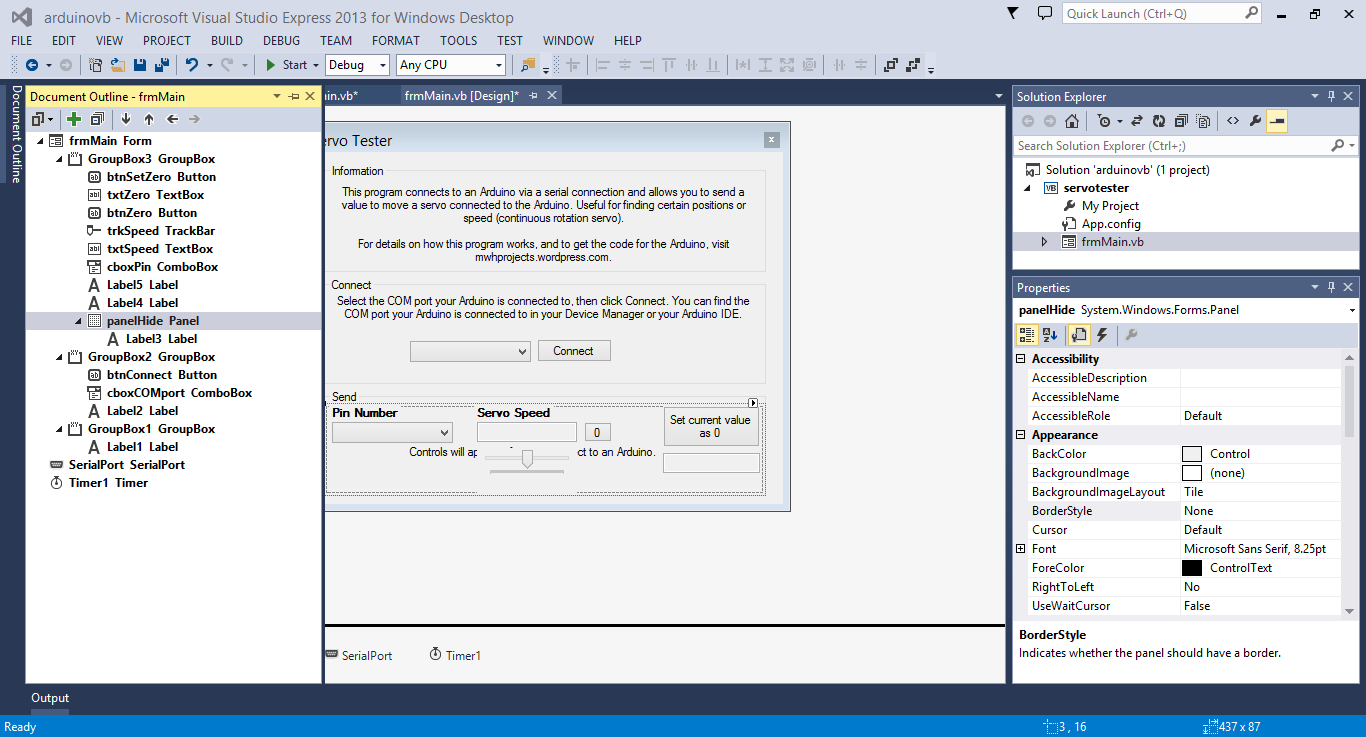 arduinovb - Microsoft Visual Studio Express 2013 for Windows Desktop
Quick Launch (Ctrl+Q)
FILE EDIT VIEW PROJECT BUILD DEBUG TEAM FORMAT TOOLS TEST WINDOW HELP
Start Debug Any CPU
Document Outline
Document Outline - frmMain
frmMain Form
GroupBox3 GroupBox
btnSetZero Button
txtZero TextBox
btnZero Button
trkSpeed TrackBar
txtSpeed TextBox
cboxPin ComboBox
Label5 Label
Label4 Label
panelHide Panel
Label3 Label
GroupBox2 GroupBox
btnConnect Button
cboxCOMport ComboBox
Label2 Label
GroupBox1 GroupBox
Label1 Label
SerialPort SerialPort
Timer1 Timer
in.vb*
frmMain.vb [Design]*
ervo Tester
Information
This program connects to an Arduino via a serial connection and allows you to send a
value to move a servo connected to the Arduino. Useful for finding certain positions or
speed (continuous rotation servo).
For details on how this program works, and to get the code for the Arduino, visit
mwhprojects.wordpress.com.
Connect
Select the COM port your Arduino is connected to, then click Connect. You can find the
COM port your Arduino is connected to in your Device Manager or your Arduino IDE.
Connect
Send
Pin Number
Servo Speed
0
Set current value
as 0
Controls will ap
ct to an Arduino.
SerialPort
Timer1
Solution Explorer
Search Solution Explorer (Ctrl+;)
Solution 'arduinovb' (1 project)
VB servotester
My Project
App.config
frmMain.vb
Properties
panelHide System.Windows.Forms.Panel
Accessibility
AccessibleDescription
AccessibleName
AccessibleRole Default
Appearance
BackColor Control
BackgroundImage (none)
BackgroundImageLayout Tile
BorderStyle None
Cursor Default
Font Microsoft Sans Serif, 8.25pt
ForeColor ControlText
RightToLeft No
UseWaitCursor False
BorderStyle
Indicates whether the panel should have a border.
Output
Ready
3 , 16
437 x 87